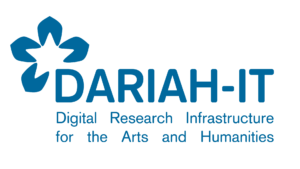 DARIAH-IT
Digital Research Infrastructure
for the Arts and Humanities